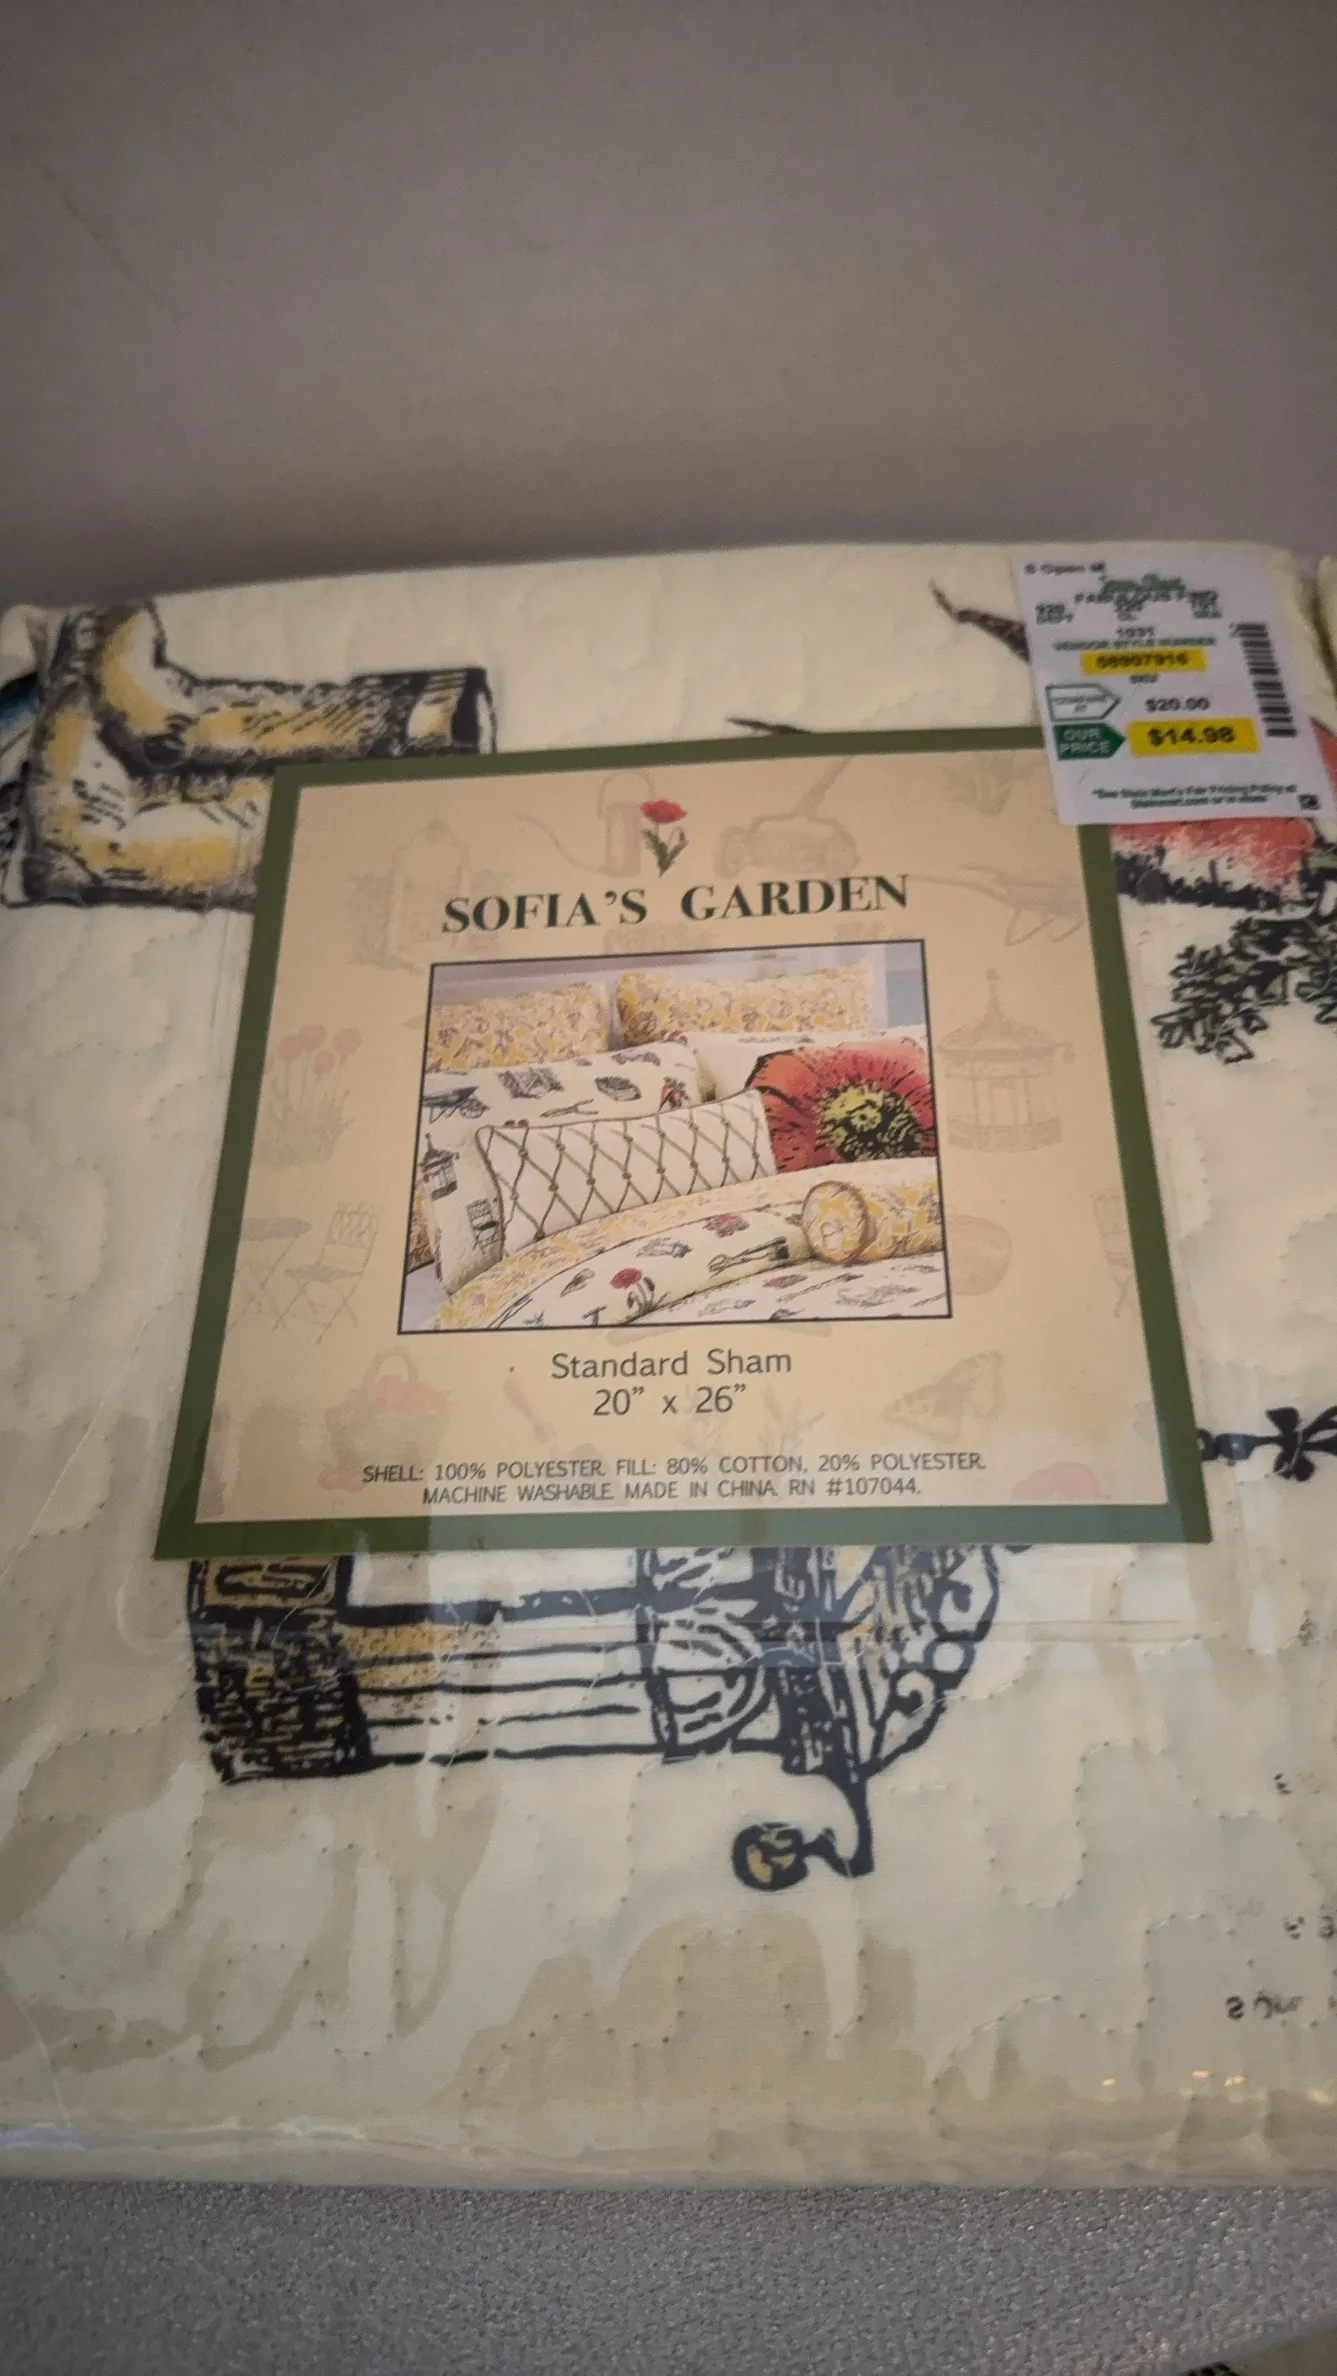 $20.00
OUR
PRICE
$14.98
SOFIA'S GARDEN
Standard Sham
20” x 26”
SHELL: 100% POLYESTER. FILL: 80% COTTON, 20% POLYESTER.
MACHINE WASHABLE. MADE IN CHINA. RN #107044.